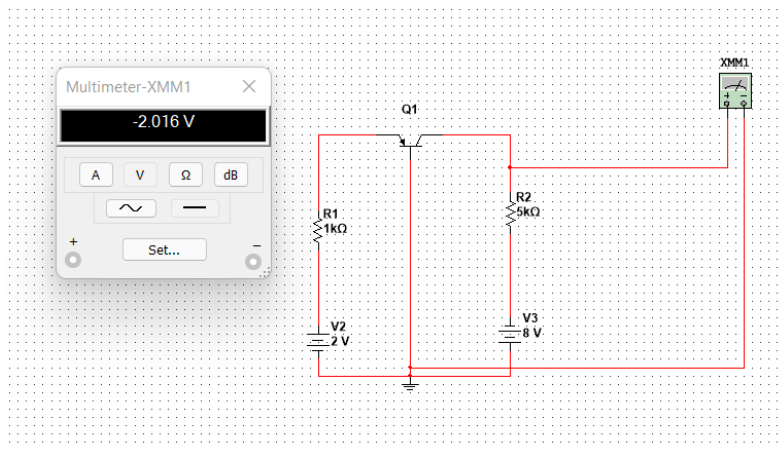 XMM1
Multimeter-XMM1
-2.016 V
A V Ω dB
+ −
Set...
Q1
R1
1kΩ
R2
5kΩ
V2
2 V
V3
8 V
+ −